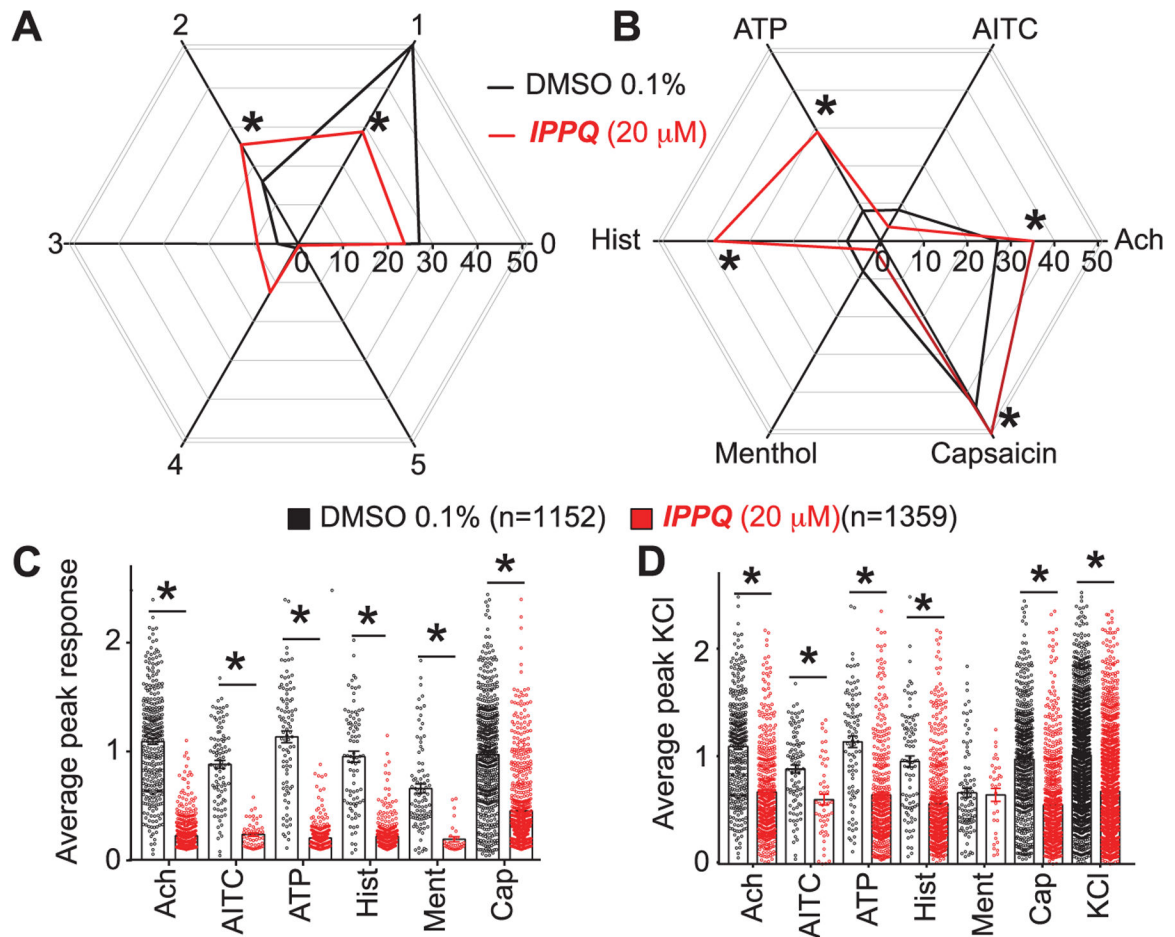 A
2
1
3
0
0 10 20 30 40 50
4
5
DMSO 0.1%
IPPQ (20 μM)
B
ATP
AITC
Hist
Ach
0 10 20 30 40 50
Menthol
Capsaicin
* * * * * *
DMSO 0.1% (n=1152) IPPQ (20 μM)(n=1359)
C
Average peak response
2
1
0
* * * * * *
Ach
AITC
ATP
Hist
Ment
Cap
D
Average peak KCl
2
1
0
* * * * * *
Ach
AITC
ATP
Hist
Ment
Cap
KCl